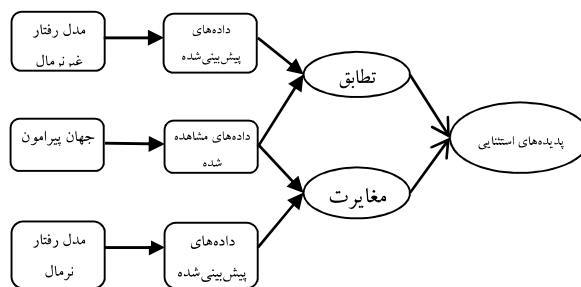 مدل رفتار
غیرنرمال
داده‌های
پیش‌بینی‌شده
تطابق
جهان پیرامون
داده‌های مشاهده
شده
پدیده‌های استثنایی
مغایرت
مدل رفتار
نرمال
داده‌های
پیش‌بینی‌شده